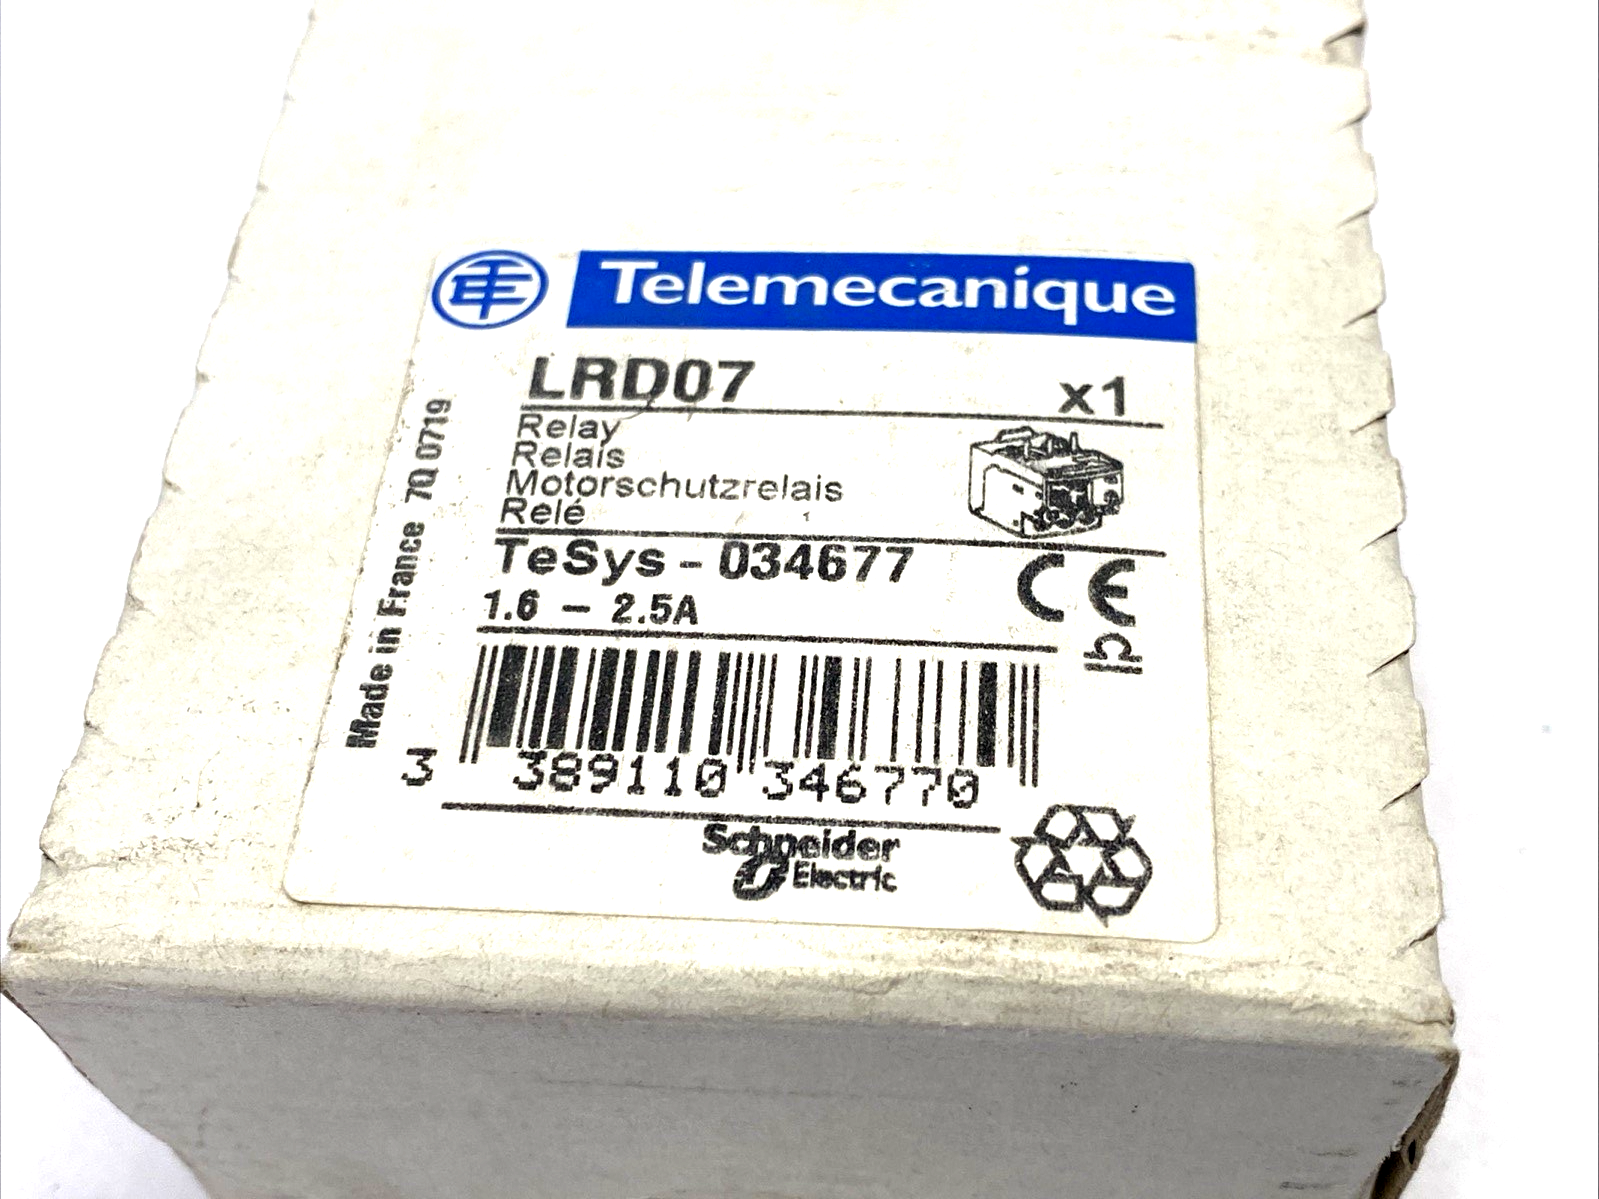 Telemecanique
LRD07 x1
Relay
Relais
Motorschutzrelais
Relé
TeSys - 034677
1.6 - 2.5A
CE
Made in France 7Q 0719
3 389110 346770
Schneider
Electric